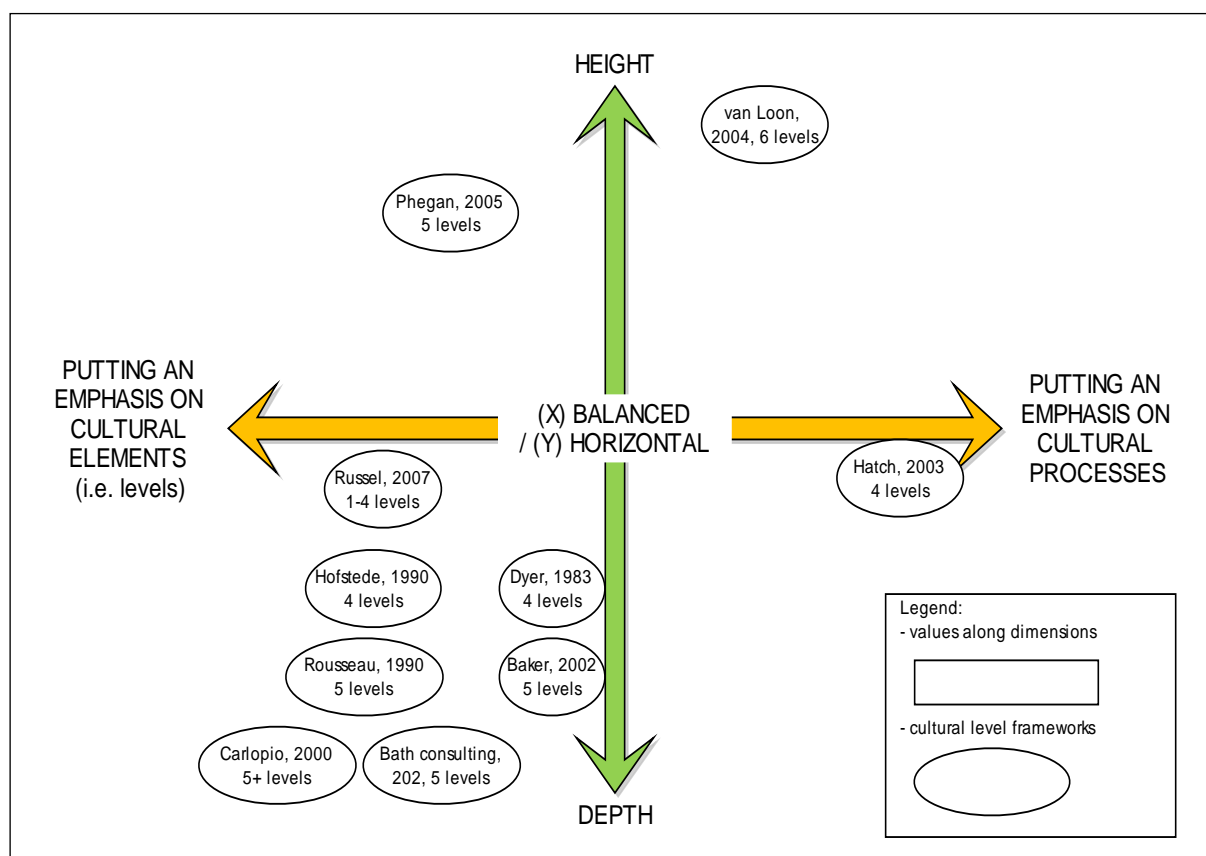 HEIGHT
van Loon,
2004, 6 levels
Phegan, 2005
5 levels
PUTTING AN
EMPHASIS ON
CULTURAL
ELEMENTS
(i.e. levels)
(X) BALANCED
/ (Y) HORIZONTAL
PUTTING AN
EMPHASIS ON
CULTURAL
PROCESSES
Russel, 2007
1-4 levels
Hatch, 2003
4 levels
Hofstede, 1990
4 levels
Dyer, 1983
4 levels
Rousseau, 1990
5 levels
Baker, 2002
5 levels
Carlopio, 2000
5+ levels
Bath consulting,
202, 5 levels
DEPTH
Legend:
- values along dimensions
- cultural level frameworks